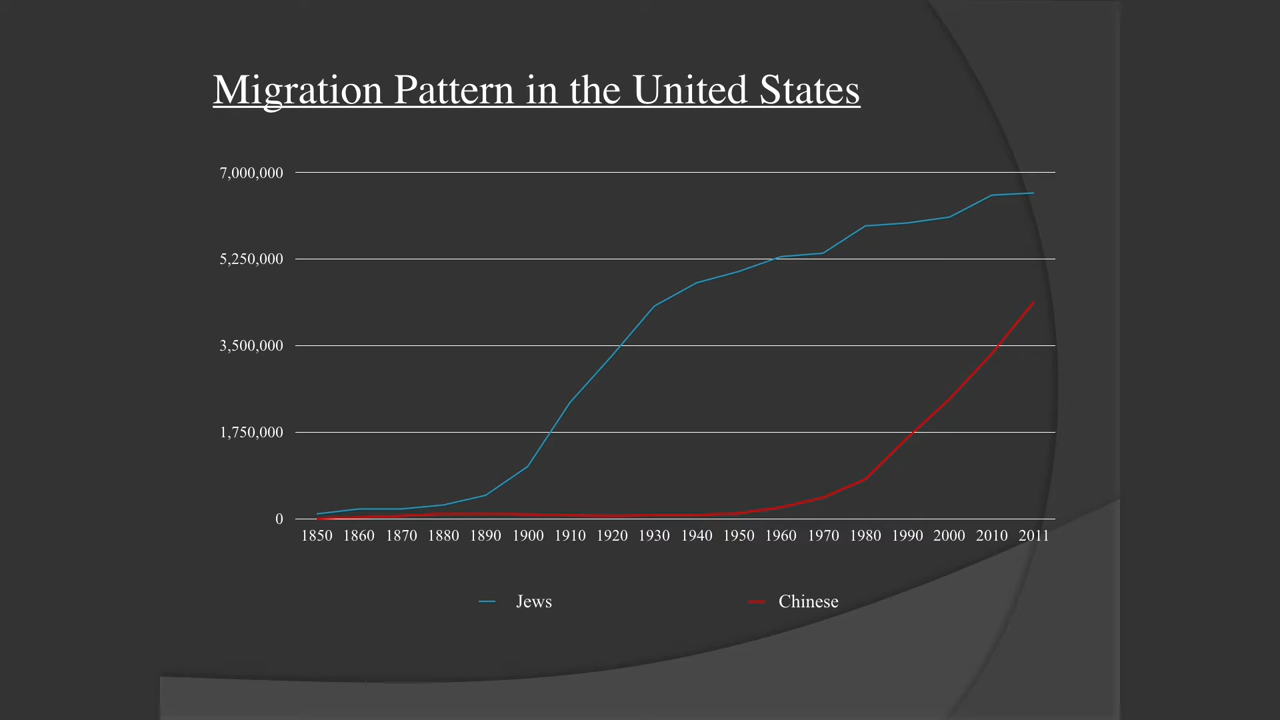 Migration Pattern in the United States
7,000,000
5,250,000
3,500,000
1,750,000
0
1850 1860 1870 1880 1890 1900 1910 1920 1930 1940 1950 1960 1970 1980 1990 2000 2010 2011
Jews Chinese